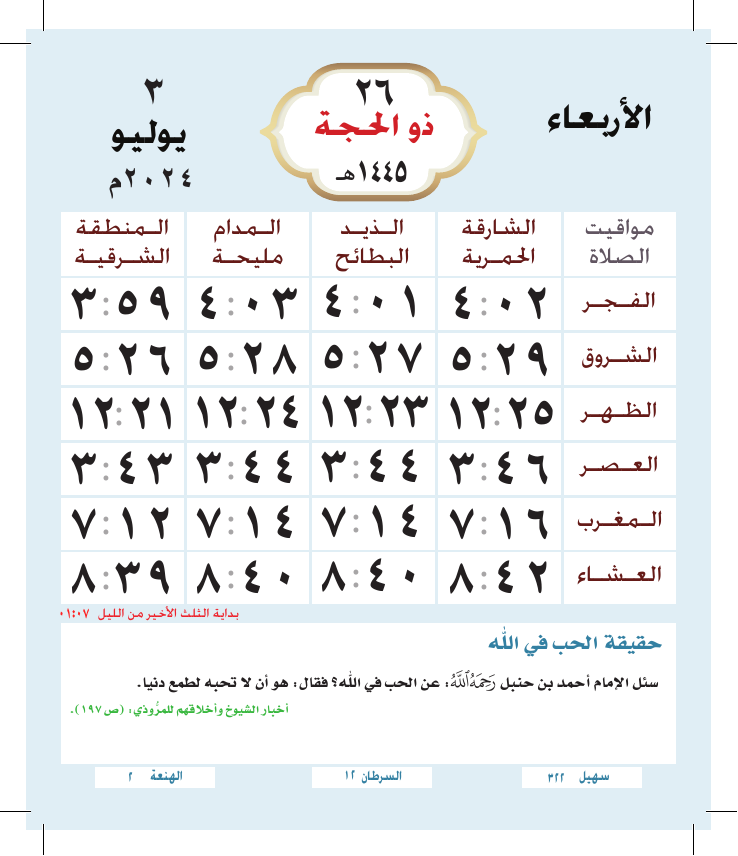 الأربعاء
٢٦
ذو الحجة
١٤٤٥هـ
٣
يوليو
٢٠٢٤م
مواقيت الصلاة
الشارقة الحمرية
الذيد البطائح
المدام مليحة
المنطقة الشرقية
الفجر ٤:٠٢ ٤:٠١ ٤:٠٣ ٣:٥٩
الشروق ٥:٢٩ ٥:٢٧ ٥:٢٨ ٥:٢٦
الظهر ١٢:٢٥ ١٢:٢٣ ١٢:٢٤ ١٢:٢١
العصر ٣:٤٦ ٣:٤٤ ٣:٤٤ ٣:٤٣
المغرب ٧:١٦ ٧:١٤ ٧:١٤ ٧:١٢
العشاء ٨:٤٢ ٨:٤٠ ٨:٤٠ ٨:٣٩
بداية الثلث الأخير من الليل ٠١:٠٧
حقيقة الحب في الله
سئل الإمام أحمد بن حنبل رَحِمَهُ اللَّهُ: عن الحب في الله؟ فقال: هو أن لا تحبه لطمع دنيا.
أخبار الشيوخ وأخلاقهم للمرُّوذي: (ص١٩٧).
سهيل ٣٢٢
السرطان ١٢
الهنعة ٢